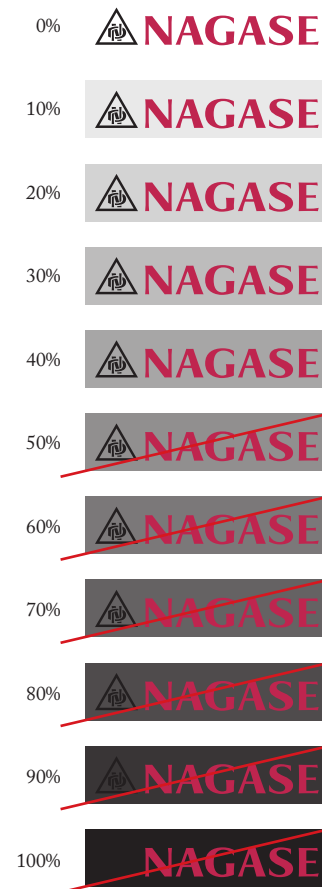 0% NAGASE
10% NAGASE
20% NAGASE
30% NAGASE
40% NAGASE
50% NAGASE
60% NAGASE
70% NAGASE
80% NAGASE
90% NAGASE
100% NAGASE